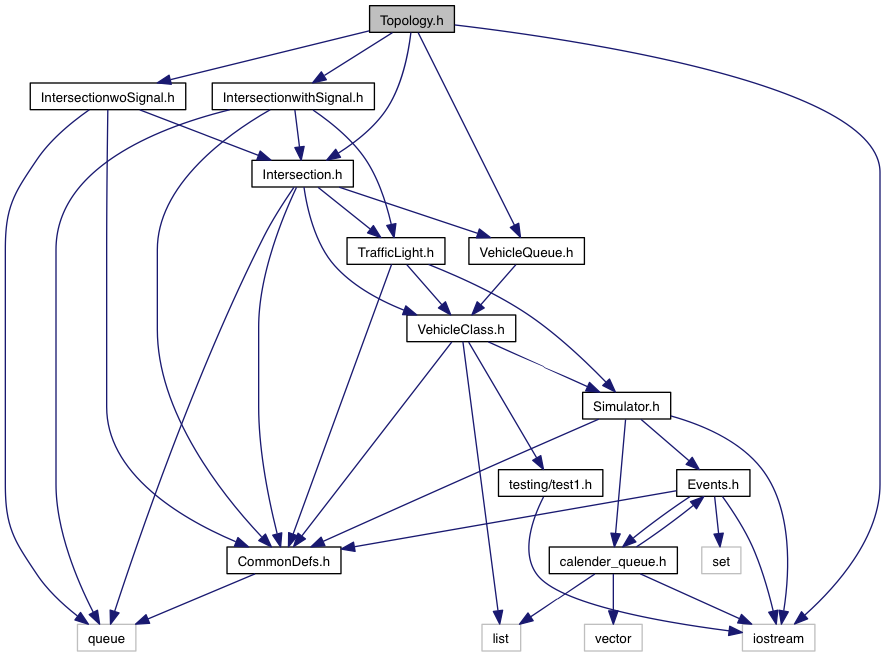 Topology.h
IntersectionwoSignal.h
IntersectionwithSignal.h
Intersection.h
TrafficLight.h
VehicleQueue.h
VehicleClass.h
Simulator.h
testing/test1.h
Events.h
CommonDefs.h
calender_queue.h
set
queue
list
vector
iostream